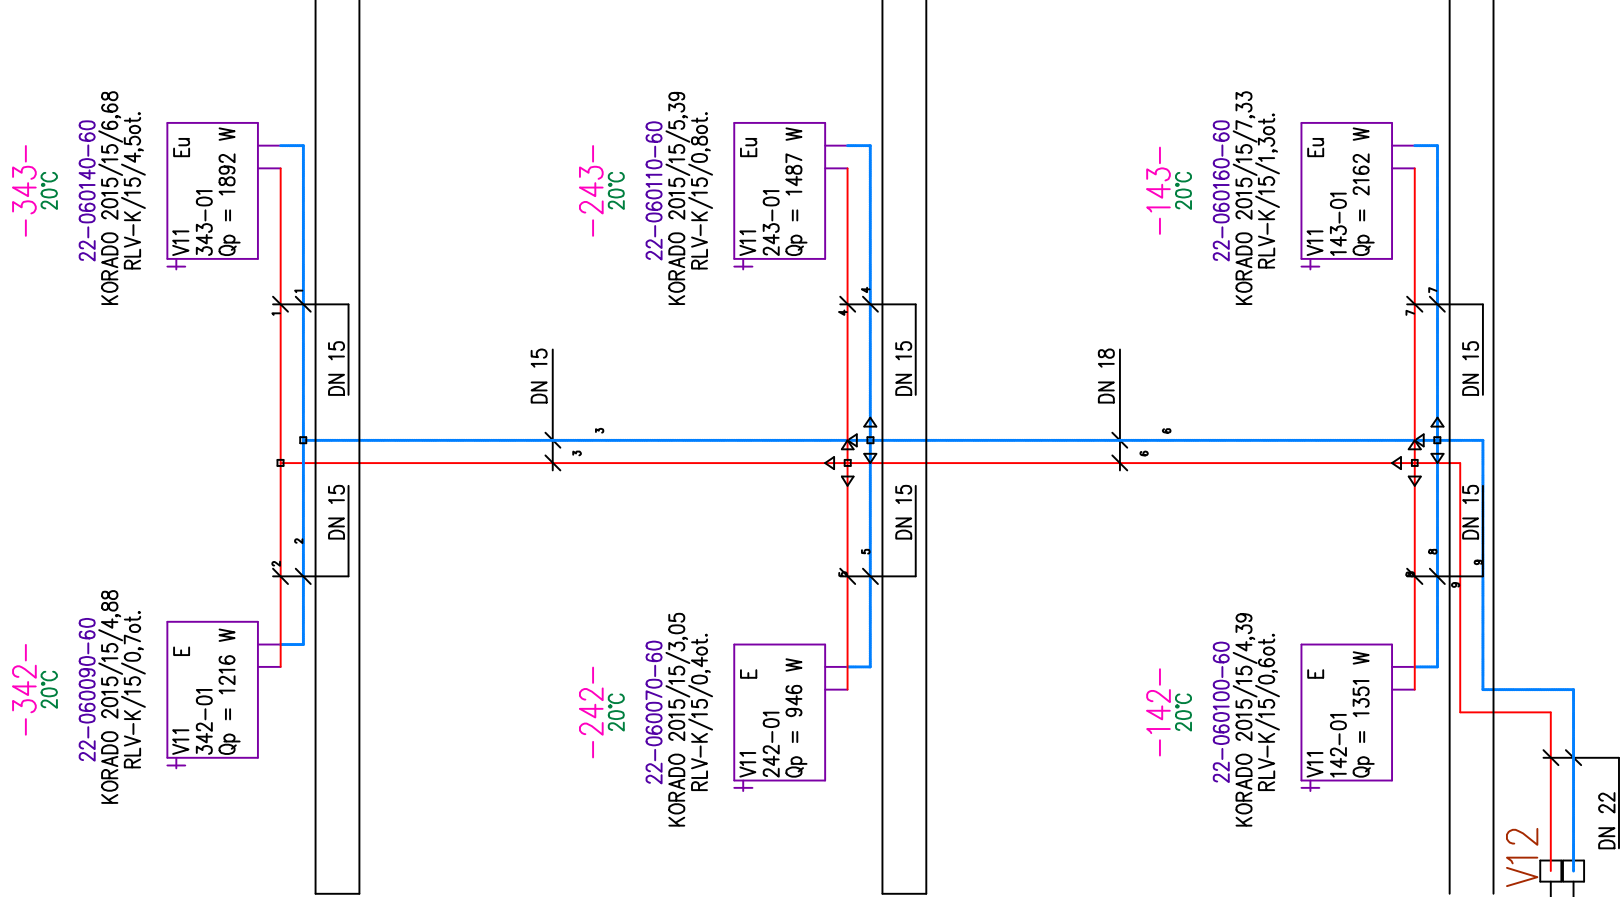 -343-
20°C
22-060140-60
KORADO 2015/15/6,68
RLV-K/15/4,5ot.
V11 Eu
343-01
Qp = 1892 W
1
1
DN 15
-342-
20°C
22-060090-60
KORADO 2015/15/4,88
RLV-K/15/0,7ot.
V11 E
342-01
Qp = 1216 W
2
2
DN 15
DN 15
3
3
-243-
20°C
22-060110-60
KORADO 2015/15/5,39
RLV-K/15/0,8ot.
V11 Eu
243-01
Qp = 1487 W
4
4
DN 15
-242-
20°C
22-060070-60
KORADO 2015/15/3,05
RLV-K/15/0,4ot.
V11 E
242-01
Qp = 946 W
5
5
DN 15
DN 18
6
6
-143-
20°C
22-060160-60
KORADO 2015/15/7,33
RLV-K/15/1,3ot.
V11 Eu
143-01
Qp = 2162 W
7
7
DN 15
-142-
20°C
22-060100-60
KORADO 2015/15/4,39
RLV-K/15/0,6ot.
V11 E
142-01
Qp = 1351 W
8
8
DN 15
9
9
V12
DN 22